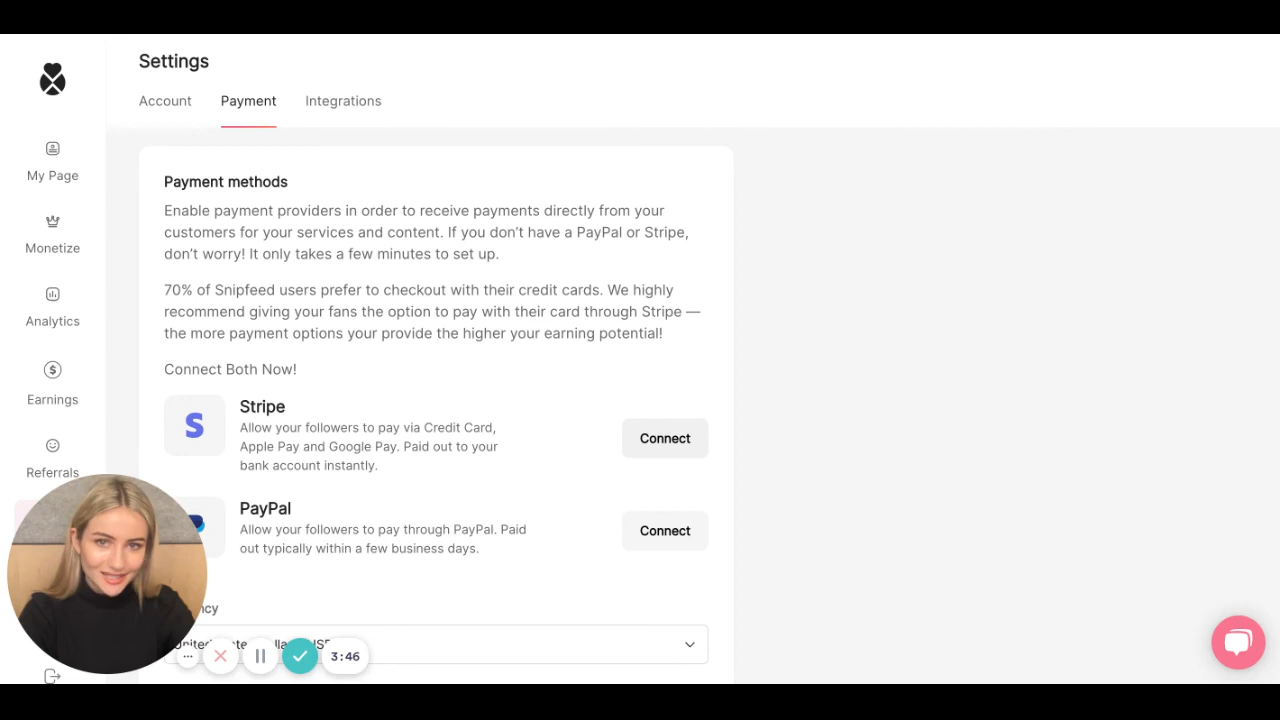 Settings
Account
Payment
Integrations
My Page
Monetize
Analytics
Earnings
Referrals
Payment methods
Enable payment providers in order to receive payments directly from your
customers for your services and content. If you don’t have a PayPal or Stripe,
don’t worry! It only takes a few minutes to set up.
70% of Snipfeed users prefer to checkout with their credit cards. We highly
recommend giving your fans the option to pay with their card through Stripe —
the more payment options your provide the higher your earning potential!
Connect Both Now!
Stripe
Allow your followers to pay via Credit Card,
Apple Pay and Google Pay. Paid out to your
bank account instantly.
Connect
PayPal
Allow your followers to pay through PayPal. Paid
out typically within a few business days.
Connect
3:46